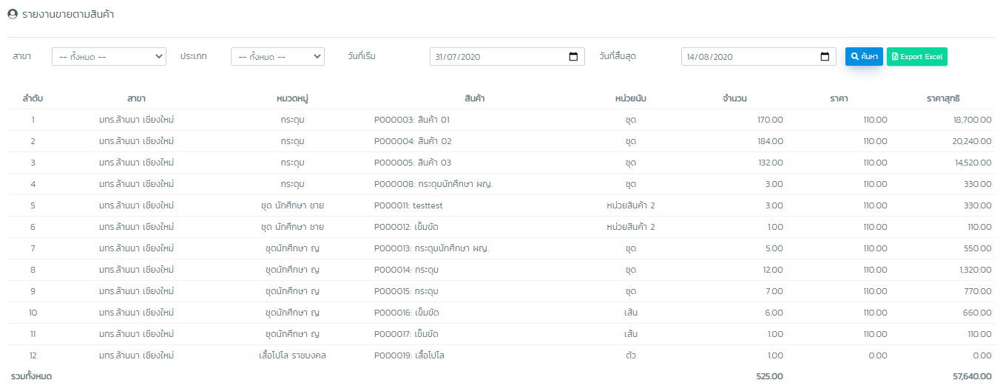 รายงานขายตามสินค้า
สาขา -- ทั้งหมด -- ประเภท -- ทั้งหมด -- วันที่เริ่ม 31/07/2020 วันที่สิ้นสุด 14/08/2020 ค้นหา Export Excel
ลำดับ สาขา หมวดหมู่ สินค้า หน่วยนับ จำนวน ราคา ราคาสุทธิ
1 มทร.ล้านนา เชียงใหม่ กระดุม P000003: สินค้า 01 ชุด 170.00 110.00 18,700.00
2 มทร.ล้านนา เชียงใหม่ กระดุม P000004: สินค้า 02 ชุด 184.00 110.00 20,240.00
3 มทร.ล้านนา เชียงใหม่ กระดุม P000005: สินค้า 03 ชุด 132.00 110.00 14,520.00
4 มทร.ล้านนา เชียงใหม่ กระดุม P000008: กระดุมนักศึกษา ผญ. ชุด 3.00 110.00 330.00
5 มทร.ล้านนา เชียงใหม่ ชุด นักศึกษา ชาย P000011: testtest หน่วยสินค้า 2 3.00 110.00 330.00
6 มทร.ล้านนา เชียงใหม่ ชุด นักศึกษา ชาย P000012: เข็มขัด หน่วยสินค้า 2 1.00 110.00 110.00
7 มทร.ล้านนา เชียงใหม่ ชุดนักศึกษา ญ P000013: กระดุมนักศึกษา ผญ. ชุด 5.00 110.00 550.00
8 มทร.ล้านนา เชียงใหม่ ชุดนักศึกษา ญ P000014: กระดุม ชุด 12.00 110.00 1,320.00
9 มทร.ล้านนา เชียงใหม่ ชุดนักศึกษา ญ P000015: กระดุม ชุด 7.00 110.00 770.00
10 มทร.ล้านนา เชียงใหม่ ชุดนักศึกษา ญ P000016: เข็มขัด เส้น 6.00 110.00 660.00
11 มทร.ล้านนา เชียงใหม่ ชุดนักศึกษา ญ P000017: เข็มขัด เส้น 1.00 110.00 110.00
12 มทร.ล้านนา เชียงใหม่ เสื้อโปโล ราชมงคล P000019: เสื้อโปโล ตัว 1.00 0.00 0.00
รวมทั้งหมด 525.00 57,640.00